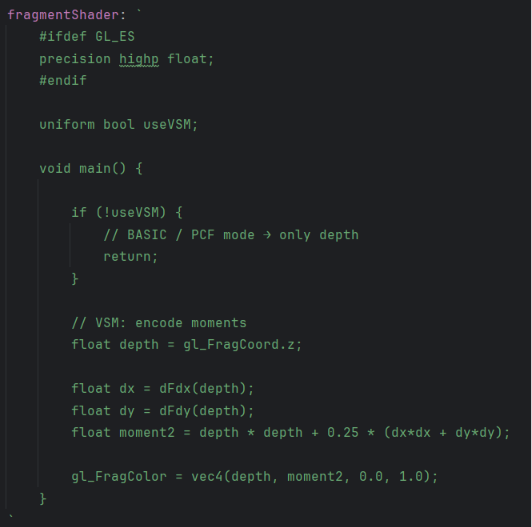 fragmentShader: `
#ifdef GL_ES
precision highp float;
#endif
uniform bool useVSM;
void main() {
if (!useVSM) {
// BASIC / PCF mode → only depth
return;
}
// VSM: encode moments
float depth = gl_FragCoord.z;
float dx = dFdx(depth);
float dy = dFdy(depth);
float moment2 = depth * depth + 0.25 * (dx*dx + dy*dy);
gl_FragColor = vec4(depth, moment2, 0.0, 1.0);
}
`